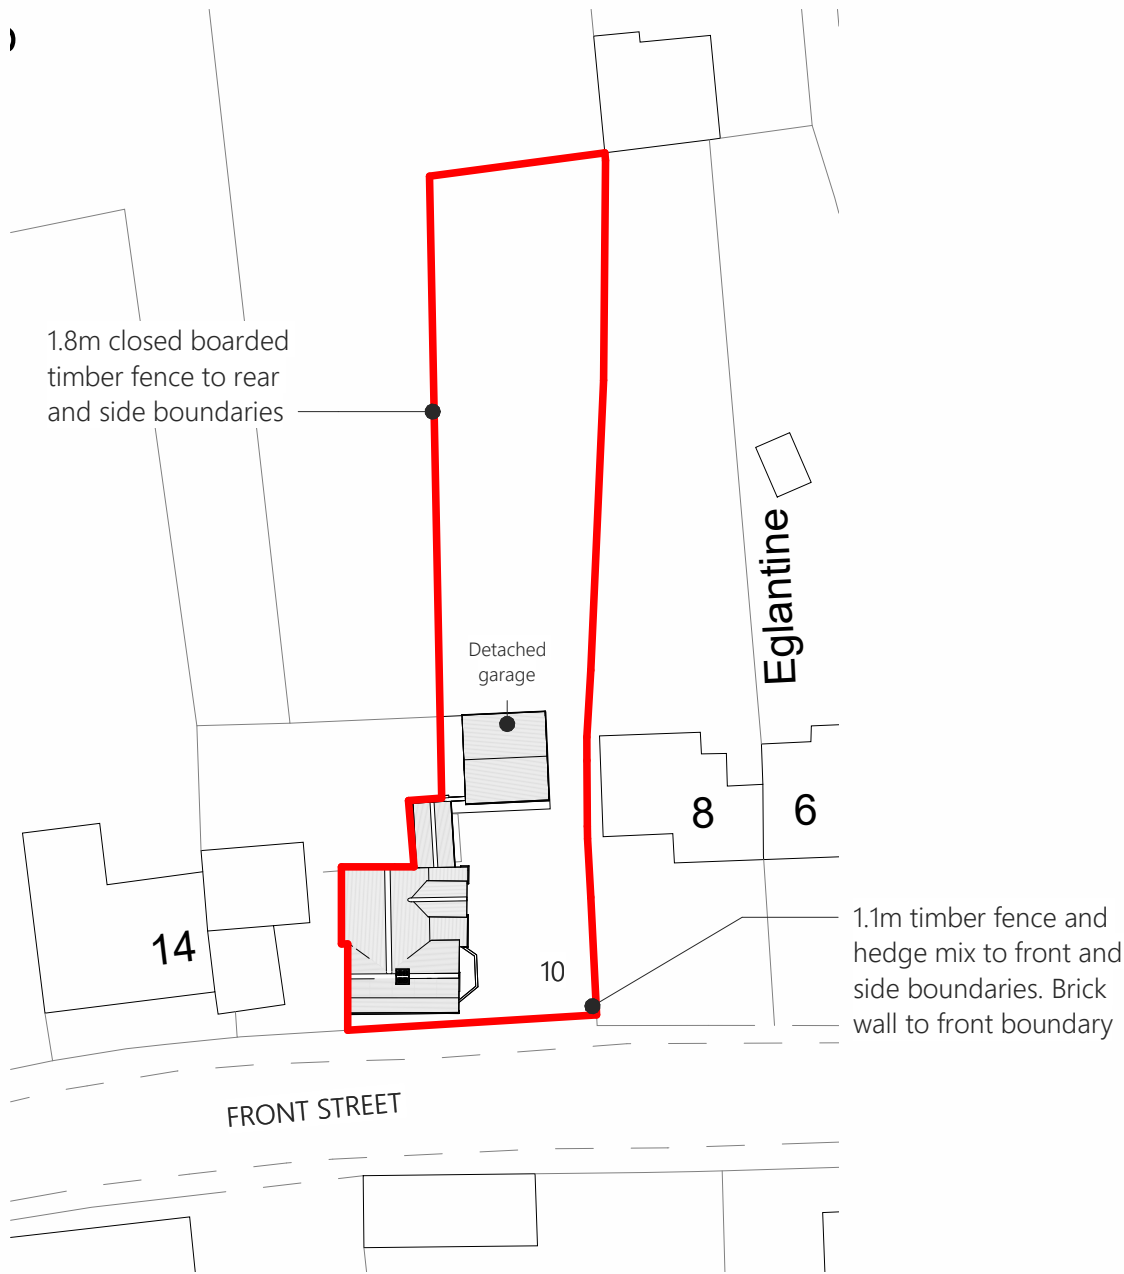 1.8m closed boarded
timber fence to rear
and side boundaries
Eglantine
Detached
garage
8
6
14
10
1.1m timber fence and
hedge mix to front and
side boundaries. Brick
wall to front boundary
FRONT STREET